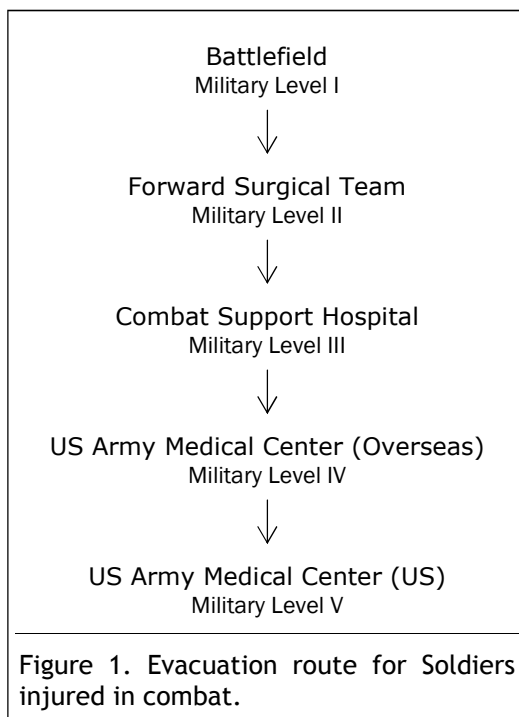 Battlefield
Military Level I
Forward Surgical Team
Military Level II
Combat Support Hospital
Military Level III
US Army Medical Center (Overseas)
Military Level IV
US Army Medical Center (US)
Military Level V
Figure 1. Evacuation route for Soldiers
injured in combat.